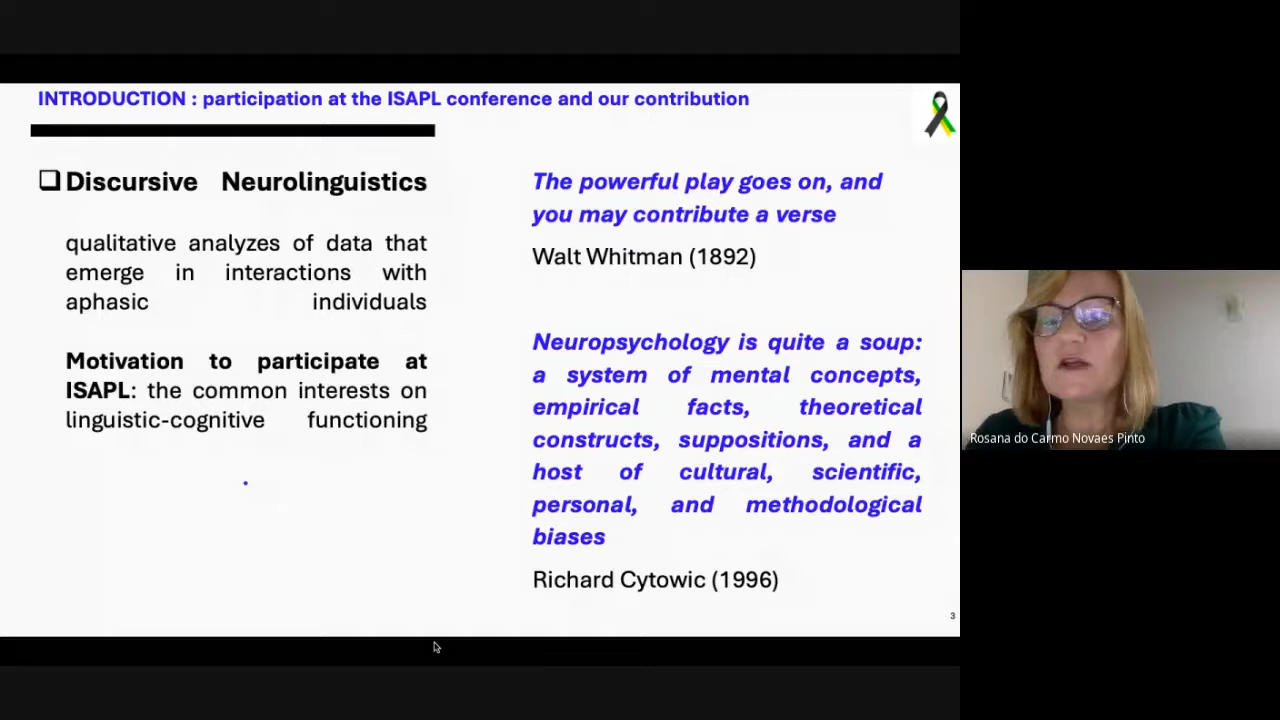 INTRODUCTION : participation at the ISAPL conference and our contribution
Discursive Neurolinguistics
qualitative analyzes of data that
emerge in interactions with
aphasic individuals
Motivation to participate at
ISAPL: the common interests on
linguistic-cognitive functioning
The powerful play goes on, and
you may contribute a verse
Walt Whitman (1892)
Neuropsychology is quite a soup:
a system of mental concepts,
empirical facts, theoretical
constructs, suppositions, and a
host of cultural, scientific,
personal, and methodological
biases
Richard Cytowic (1996)
3
Rosana do Carmo Novaes Pinto